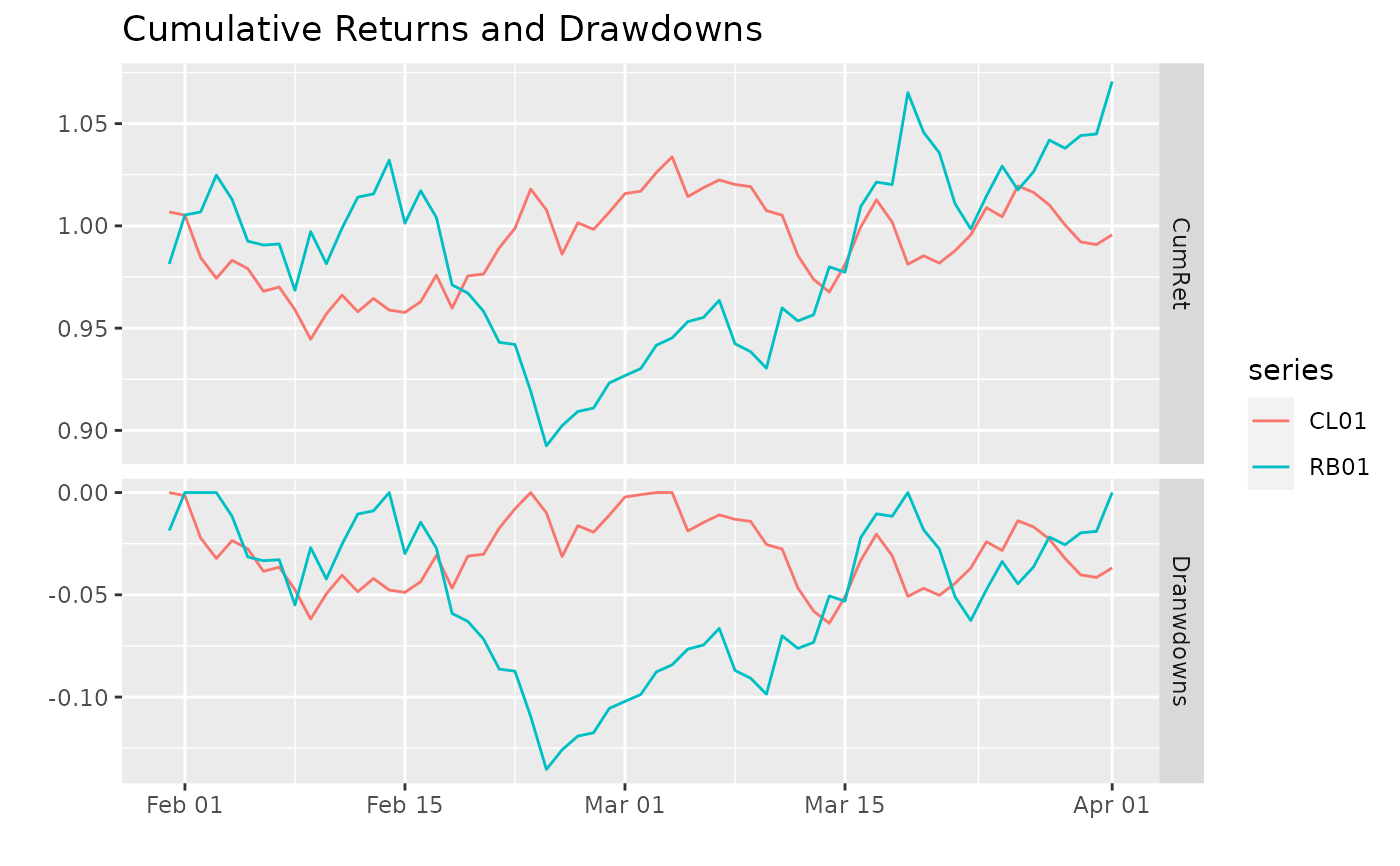 Cumulative Returns and Drawdowns
1.05
1.00
0.95
0.90
CumRet
0.00
-0.05
-0.10
Dranwdowns
Feb 01
Feb 15
Mar 01
Mar 15
Apr 01
series
CL01
RB01